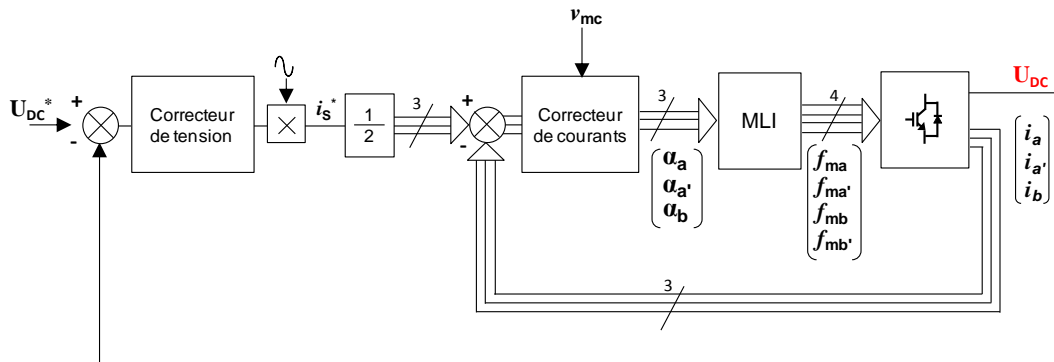 v_mc
U_DC^*
+
-
Correcteur
de tension
×
i_S^*
1
2
3
+
-
Correcteur
de courants
3
α_a
α_a'
α_b
MLI
4
f_ma
f_ma'
f_mb
f_mb'
U_DC
i_a
i_a'
i_b
3